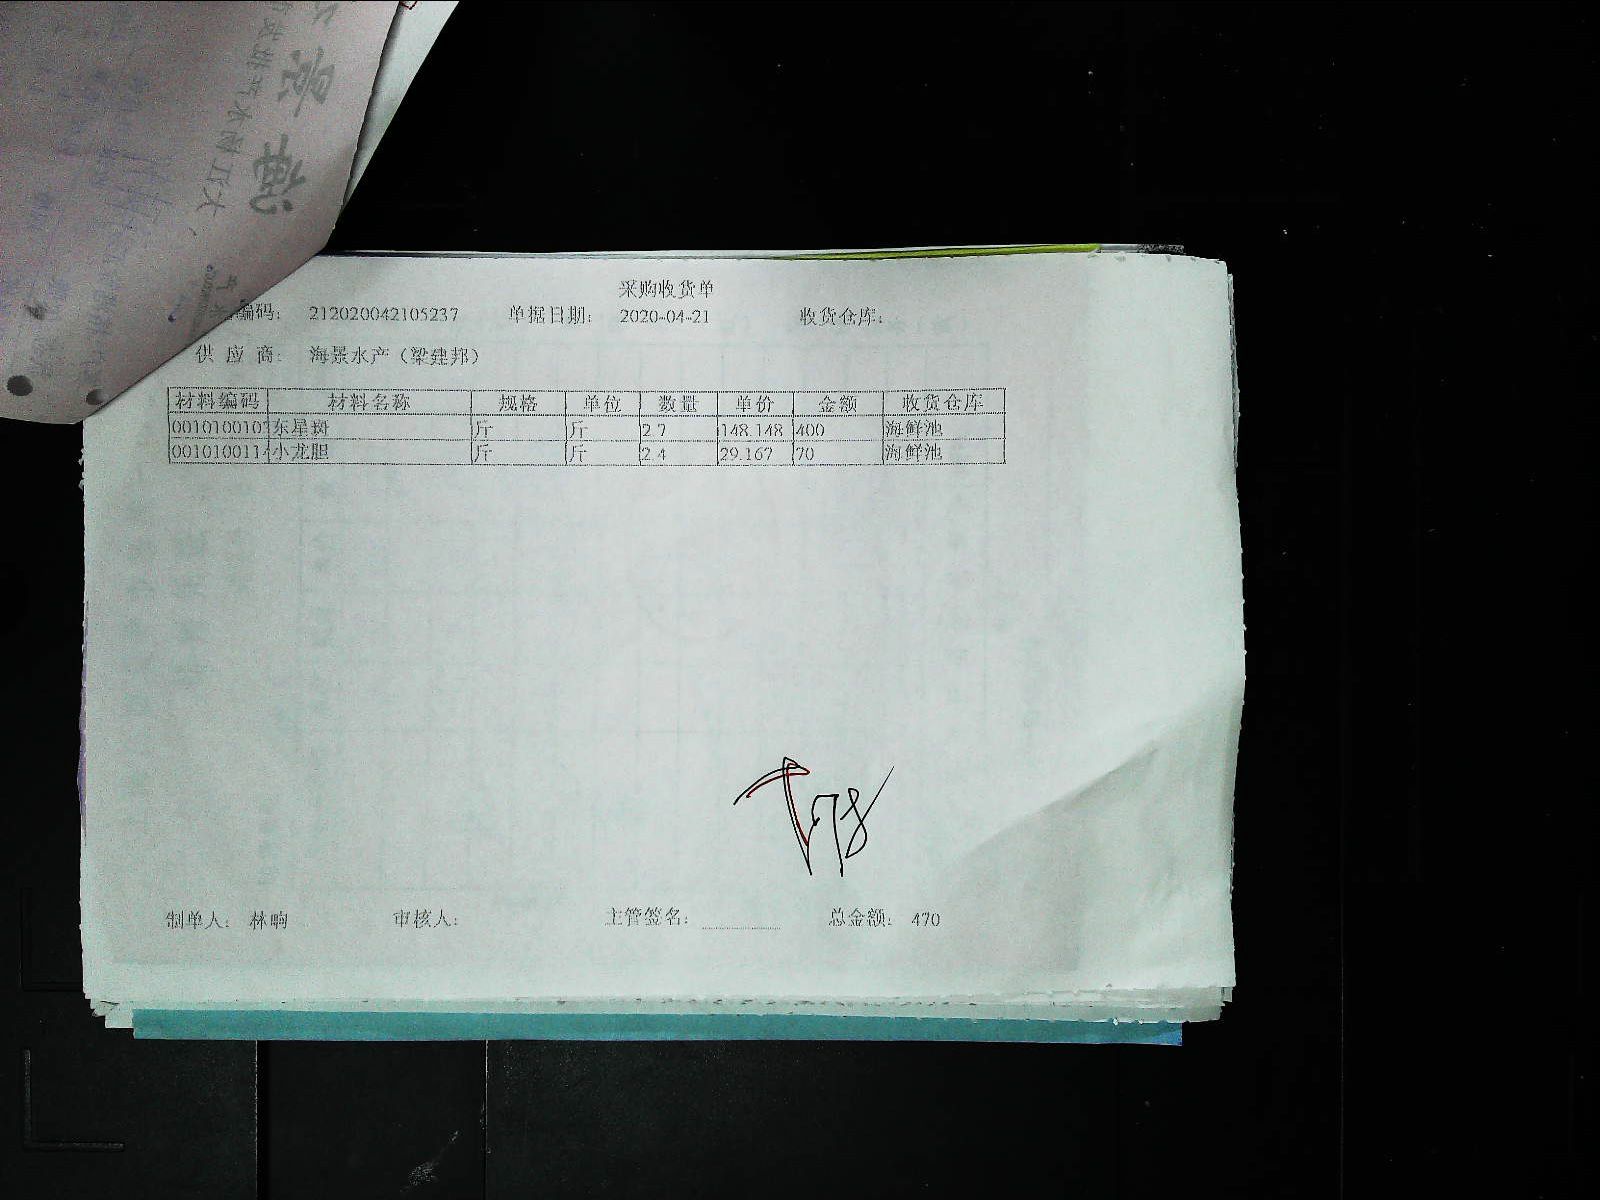 采购收货单
编码： 212020042105237 单据日期： 2020-04-21 收货仓库：
供 应 商： 海景水产（梁建邦）
材料编码 材料名称 规格 单位 数量 单价 金额 收货仓库
0010100107 东星斑 斤 斤 2.7 148.148 400 海鲜池
001010011 小龙胆 斤 斤 2.4 29.167 70 海鲜池
制单人： 林响 审核人： 主管签名： 总金额： 470